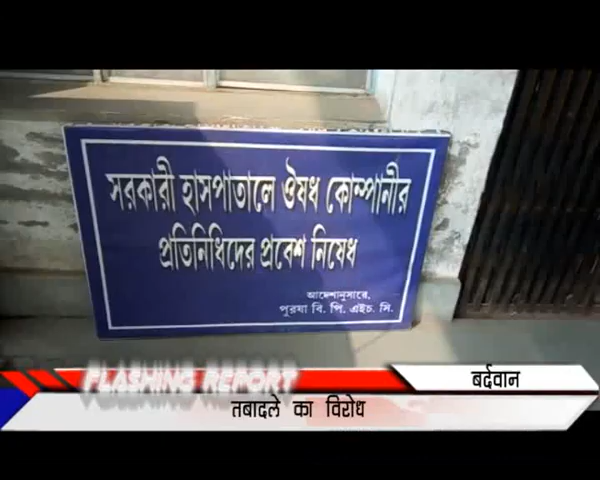 সরকারী হাসপাতালে ঔষধ কোম্পানীর
প্রতিনিধিদের প্রবেশ নিষেধ
আদেশানুসারে,
পুরষা বি. পি. এইচ. সি.
FLASHING REPORT
बर्दवान
तबादले का विरोध